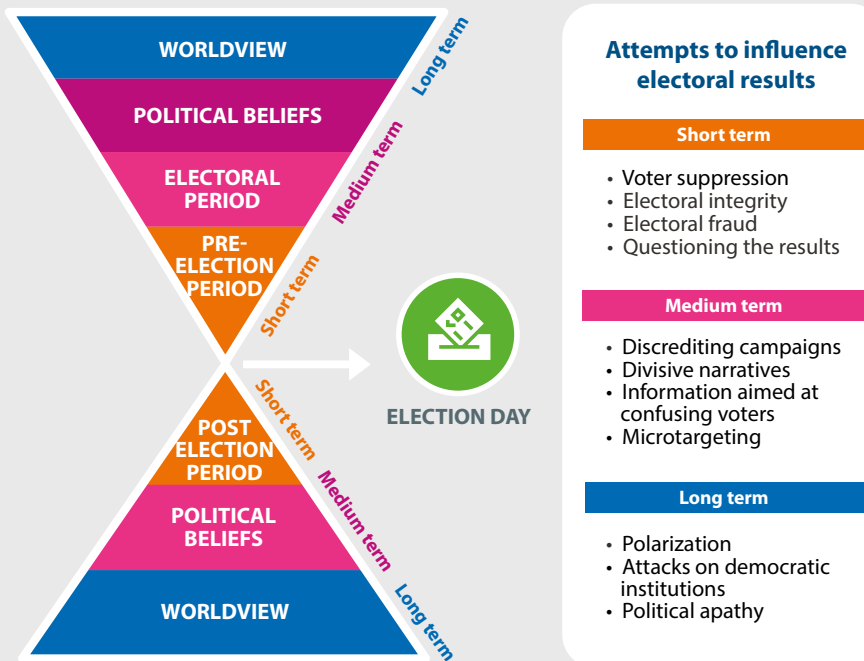 WORLDVIEW
Long term
POLITICAL BELIEFS
Medium term
ELECTORAL
PERIOD
PRE-
ELECTION
PERIOD
Short term
ELECTION DAY
Short term
POST
ELECTION
PERIOD
Medium term
POLITICAL
BELIEFS
Long term
WORLDVIEW
Attempts to influence
electoral results
Short term
• Voter suppression
• Electoral integrity
• Electoral fraud
• Questioning the results
Medium term
• Discrediting campaigns
• Divisive narratives
• Information aimed at
confusing voters
• Microtargeting
Long term
• Polarization
• Attacks on democratic
institutions
• Political apathy